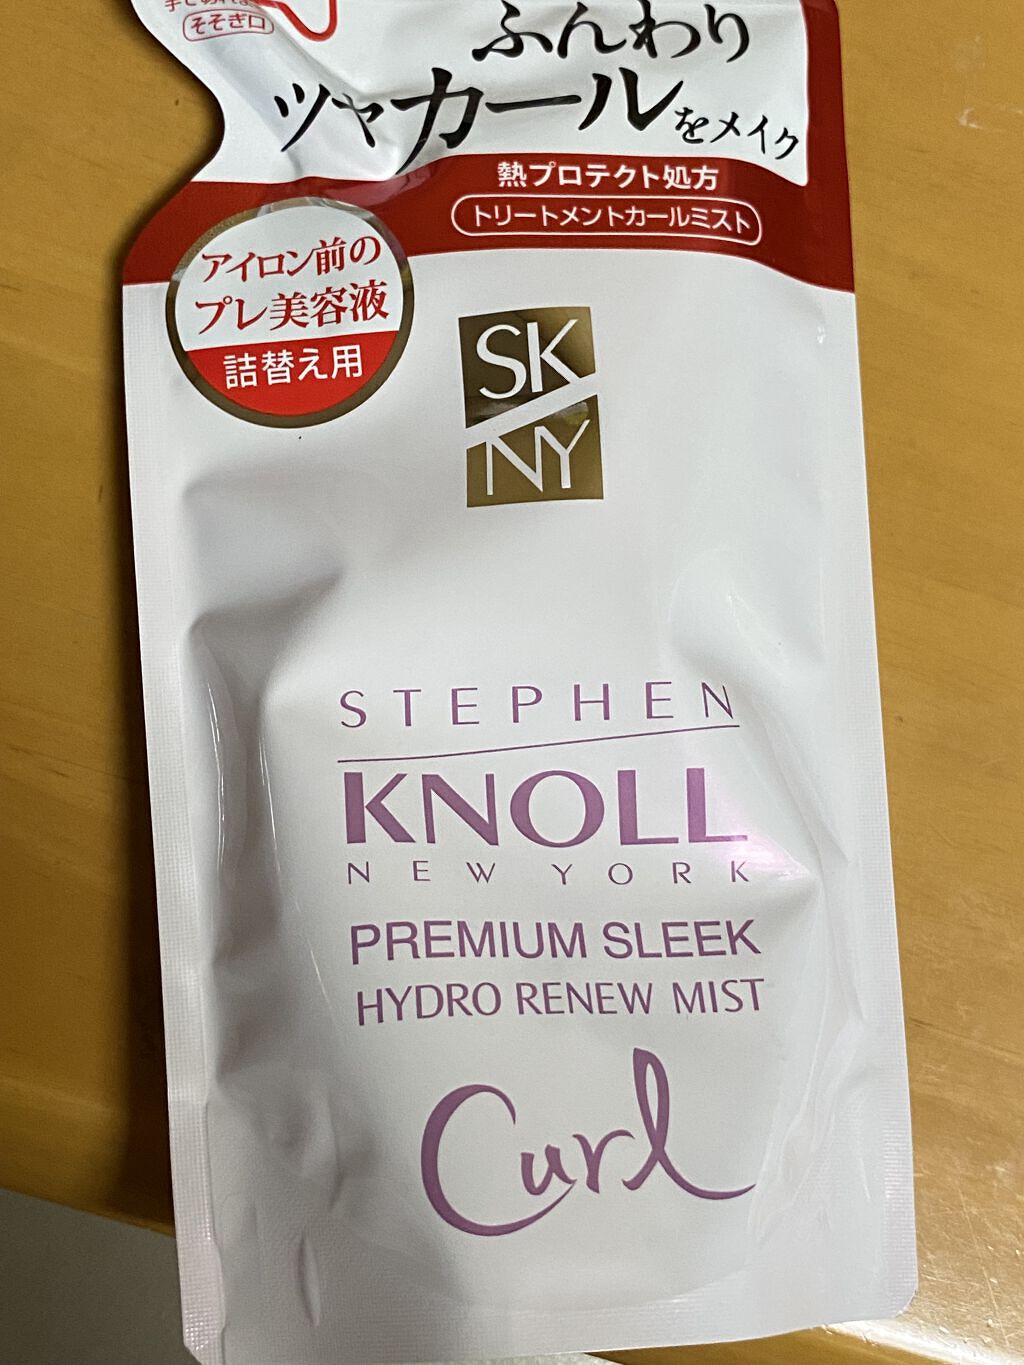 そそぎ口
ふんわり
ツヤカールをメイク
熱プロテクト処方
トリートメントカールミスト
アイロン前の
プレ美容液
詰替え用
SK
NY
STEPHEN
KNOLL
NEW YORK
PREMIUM SLEEK
HYDRO RENEW MIST
Curl